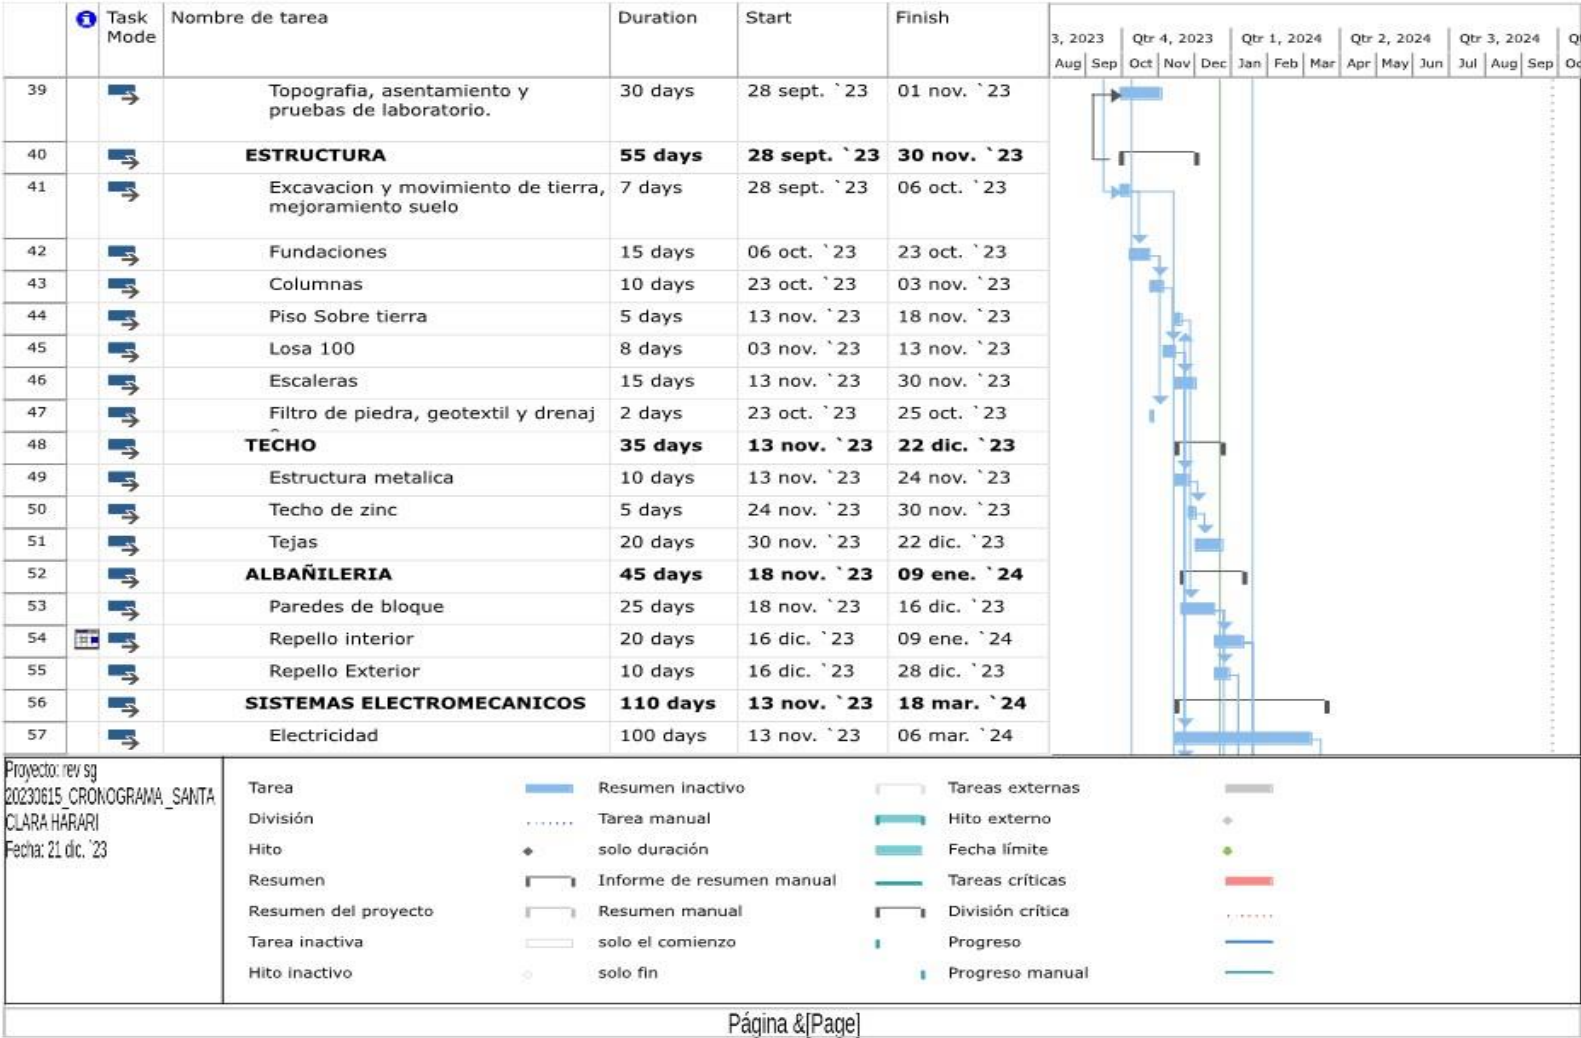 Task Mode Nombre de tarea Duration Start Finish
3, 2023 Qtr 4, 2023 Qtr 1, 2024 Qtr 2, 2024 Qtr 3, 2024
Aug Sep Oct Nov Dec Jan Feb Mar Apr May Jun Jul Aug Sep Oc
39 Topografia, asentamiento y 30 days 28 sept. `23 01 nov. `23
pruebas de laboratorio.
40 ESTRUCTURA 55 days 28 sept. `23 30 nov. `23
41 Excavacion y movimiento de tierra, 7 days 28 sept. `23 06 oct. `23
mejoramiento suelo
42 Fundaciones 15 days 06 oct. `23 23 oct. `23
43 Columnas 10 days 23 oct. `23 03 nov. `23
44 Piso Sobre tierra 5 days 13 nov. `23 18 nov. `23
45 Losa 100 8 days 03 nov. `23 13 nov. `23
46 Escaleras 15 days 13 nov. `23 30 nov. `23
47 Filtro de piedra, geotextil y drenaj 2 days 23 oct. `23 25 oct. `23
48 TECHO 35 days 13 nov. `23 22 dic. `23
49 Estructura metalica 10 days 13 nov. `23 24 nov. `23
50 Techo de zinc 5 days 24 nov. `23 30 nov. `23
51 Tejas 20 days 30 nov. `23 22 dic. `23
52 ALBAÑILERIA 45 days 18 nov. `23 09 ene. `24
53 Paredes de bloque 25 days 18 nov. `23 16 dic. `23
54 Repello interior 20 days 16 dic. `23 09 ene. `24
55 Repello Exterior 10 days 16 dic. `23 28 dic. `23
56 SISTEMAS ELECTROMECANICOS 110 days 13 nov. `23 18 mar. `24
57 Electricidad 100 days 13 nov. `23 06 mar. `24
Proyecto: rev sg
20230615_CRONOGRAMA_SANTA
CLARA HARARI
Fecha: 21 dic. `23
Tarea Resumen inactivo Tareas externas
División Tarea manual Hito externo
Hito solo duración Fecha límite
Resumen Informe de resumen manual Tareas críticas
Resumen del proyecto Resumen manual División crítica
Tarea inactiva solo el comienzo Progreso
Hito inactivo solo fin Progreso manual
Página &[Page]